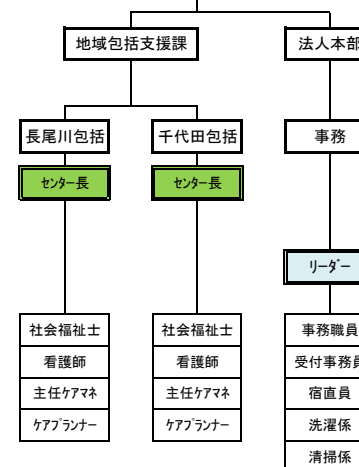 地域包括支援課
法人本部
長尾川包括
千代田包括
事務
ｾﾝﾀｰ長
ｾﾝﾀｰ長
ﾘｰﾀﾞｰ
社会福祉士
社会福祉士
事務職員
看護師
看護師
受付事務員
主任ｹｱﾏﾈ
主任ｹｱﾏﾈ
宿直員
ｹｱﾌﾟﾗﾝﾅｰ
ｹｱﾌﾟﾗﾝﾅｰ
洗濯係
清掃係